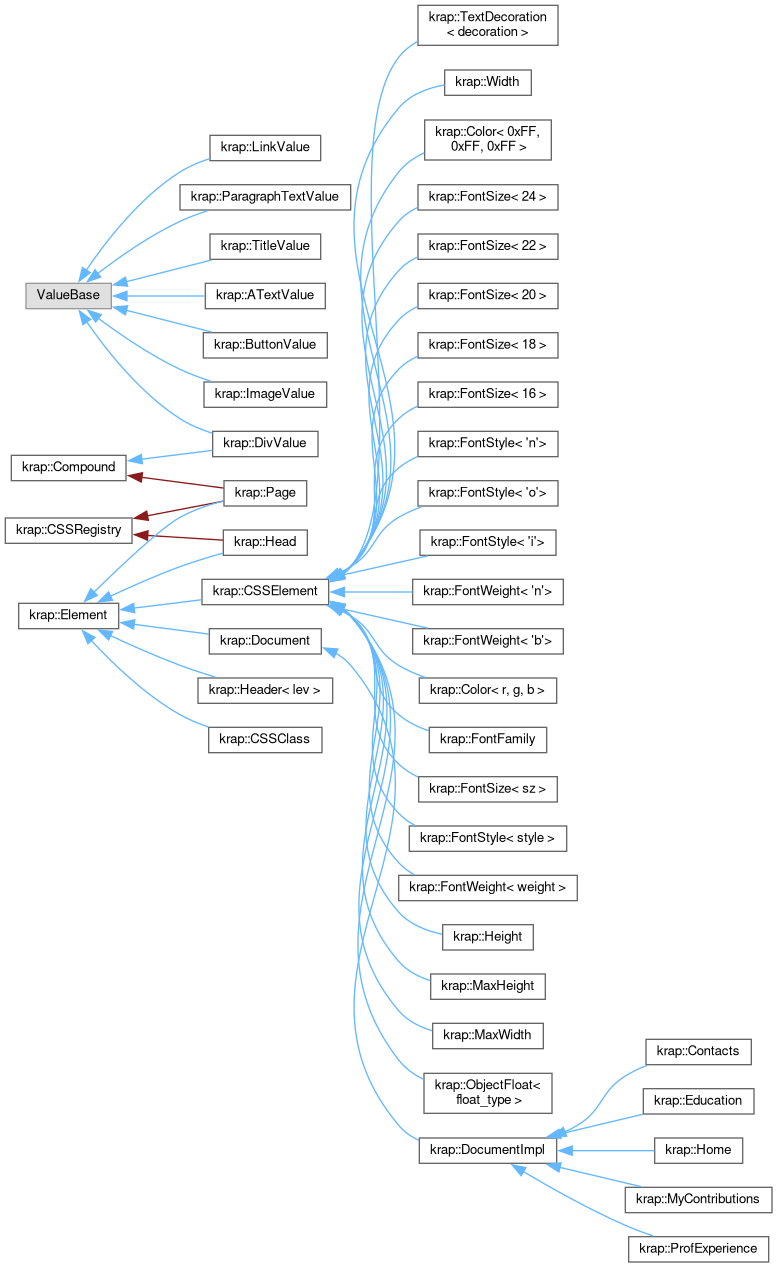 krap::TextDecoration
< decoration >
krap::Width
krap::Color< 0xFF,
0xFF, 0xFF >
krap::LinkValue
krap::ParagraphTextValue
krap::FontSize< 24 >
krap::TitleValue
krap::FontSize< 22 >
ValueBase
krap::ATextValue
krap::FontSize< 20 >
krap::ButtonValue
krap::FontSize< 18 >
krap::ImageValue
krap::FontSize< 16 >
krap::DivValue
krap::FontStyle< 'n'>
krap::Compound
krap::Page
krap::FontStyle< 'o'>
krap::CSSRegistry
krap::Head
krap::FontStyle< 'i'>
krap::CSSElement
krap::FontWeight< 'n'>
krap::Element
krap::Document
krap::FontWeight< 'b'>
krap::Header< lev >
krap::Color< r, g, b >
krap::CSSClass
krap::FontFamily
krap::FontSize< sz >
krap::FontStyle< style >
krap::FontWeight< weight >
krap::Height
krap::MaxHeight
krap::MaxWidth
krap::Contacts
krap::ObjectFloat<
float_type >
krap::Education
krap::DocumentImpl
krap::Home
krap::MyContributions
krap::ProfExperience